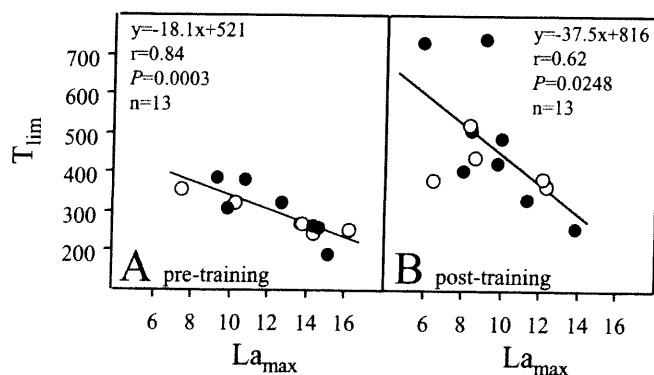 y=-18.1x+521
r=0.84
P=0.0003
n=13
y=-37.5x+816
r=0.62
P=0.0248
n=13
T_lim
700
600
500
400
300
200
A pre-training
B post-training
6 8 10 12 14 16
6 8 10 12 14 16
La_max
La_max